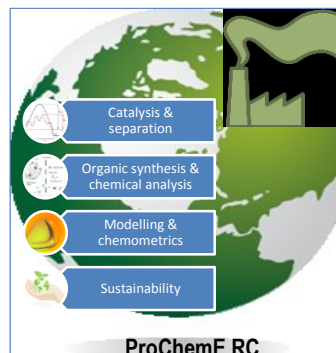 Catalysis &
separation
Organic synthesis &
chemical analysis
Modelling &
chemometrics
Sustainability
ProChemE RC